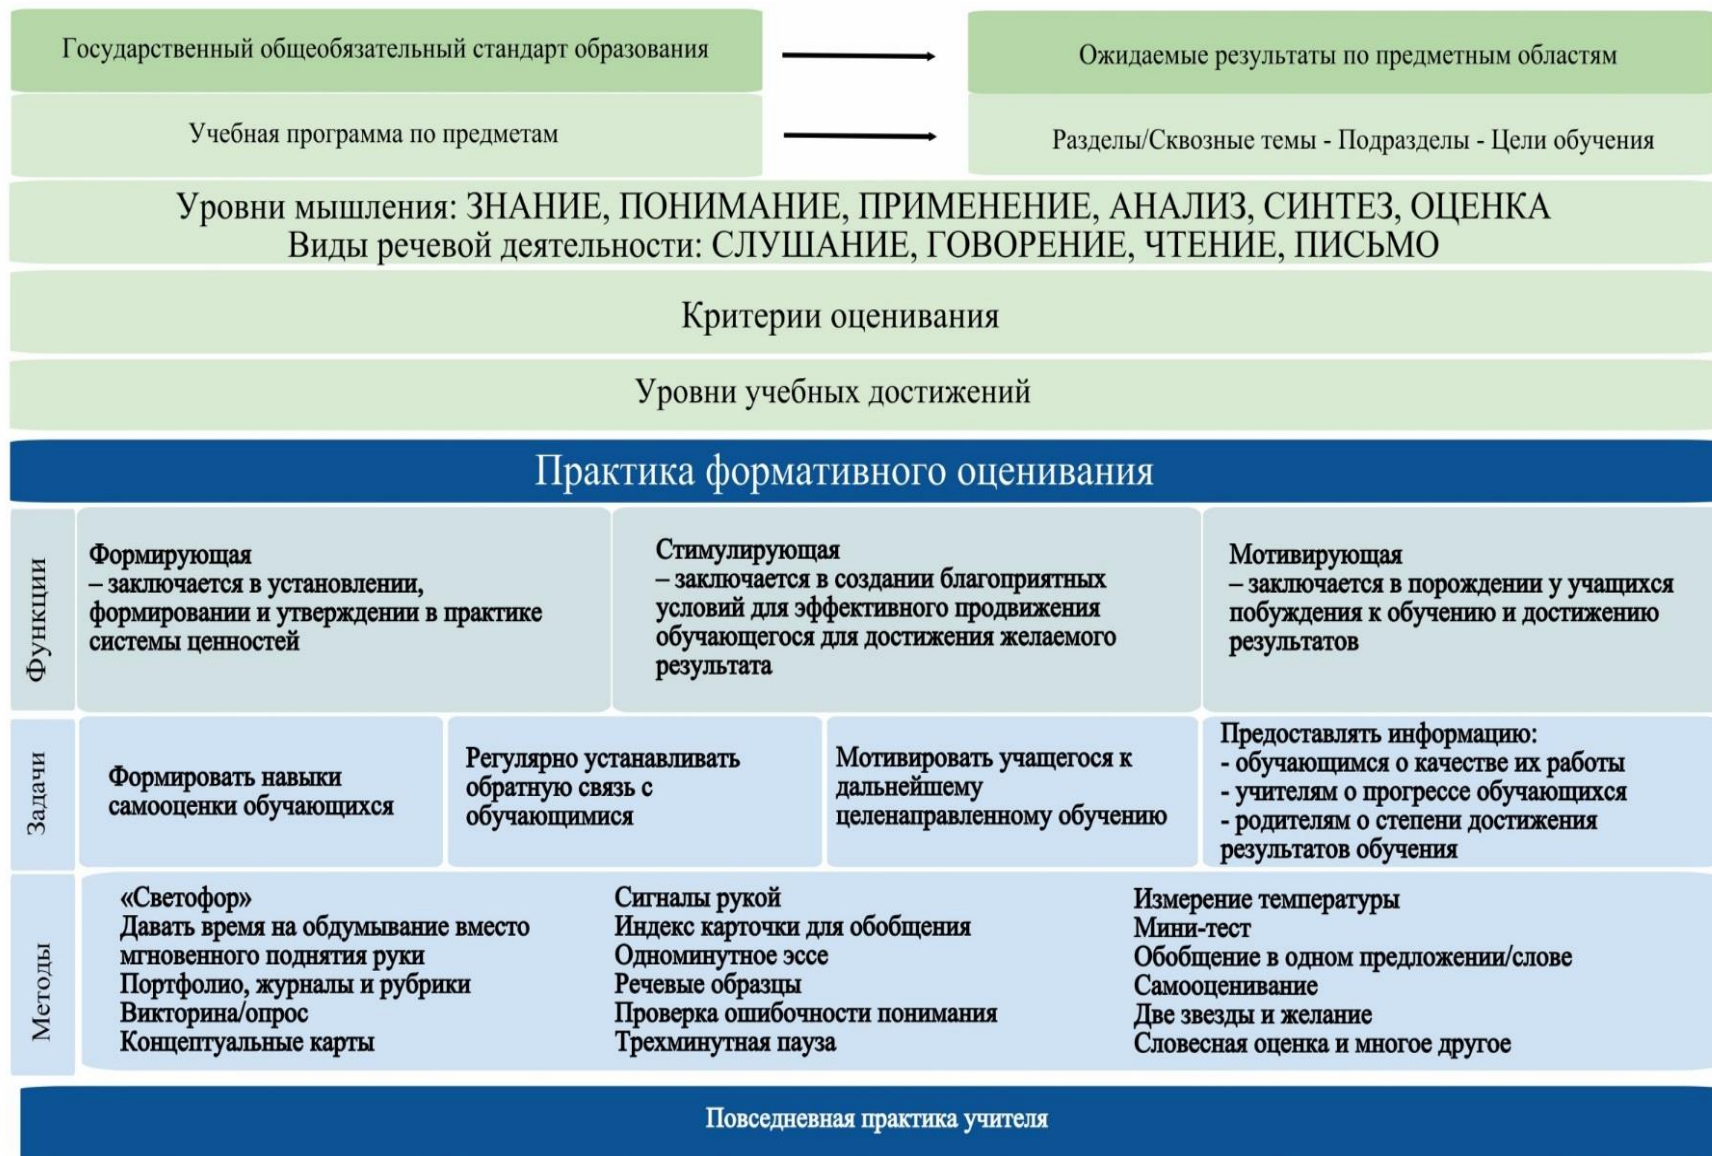 Государственный общеобязательный стандарт образования
Ожидаемые результаты по предметным областям
Учебная программа по предметам
Разделы/Сквозные темы - Подразделы - Цели обучения
Уровни мышления: ЗНАНИЕ, ПОНИМАНИЕ, ПРИМЕНЕНИЕ, АНАЛИЗ, СИНТЕЗ, ОЦЕНКА
Виды речевой деятельности: СЛУШАНИЕ, ГОВОРЕНИЕ, ЧТЕНИЕ, ПИСЬМО
Критерии оценивания
Уровни учебных достижений
Практика формативного оценивания
Функции
Формирующая
– заключается в установлении,
формировании и утверждении в практике
системы ценностей
Стимулирующая
– заключается в создании благоприятных
условий для эффективного продвижения
обучающегося для достижения желаемого
результата
Мотивирующая
– заключается в порождении у учащихся
побуждения к обучению и достижению
результатов
Задачи
Формировать навыки
самооценки обучающихся
Регулярно устанавливать
обратную связь с
обучающимися
Мотивировать учащегося к
дальнейшему
целенаправленному обучению
Предоставлять информацию:
- обучающимся о качестве их работы
- учителям о прогрессе обучающихся
- родителям о степени достижения
результатов обучения
Методы
«Светофор»
Давать время на обдумывание вместо
мгновенного поднятия руки
Портфолио, журналы и рубрики
Викторина/опрос
Концептуальные карты
Сигналы рукой
Индекс карточки для обобщения
Одноминутное эссе
Речевые образцы
Проверка ошибочности понимания
Трехминутная пауза
Измерение температуры
Мини-тест
Обобщение в одном предложении/слове
Самооценивание
Две звезды и желание
Словесная оценка и многое другое
Повседневная практика учителя